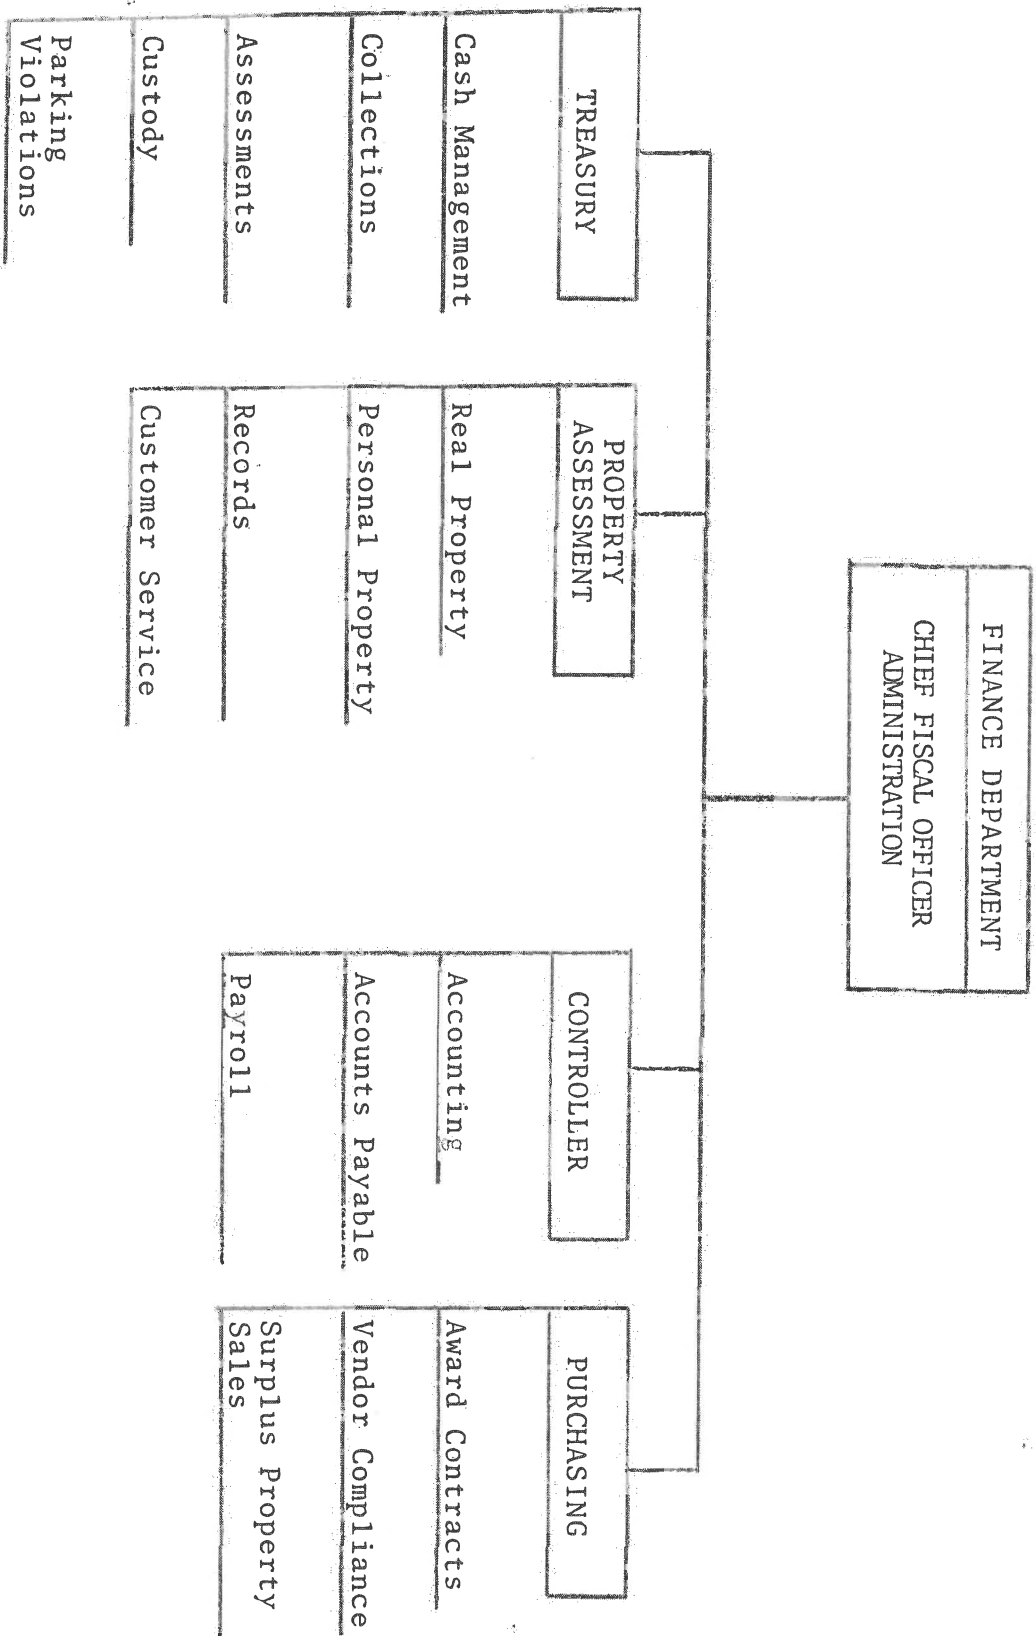 FINANCE DEPARTMENT
CHIEF FISCAL OFFICER
ADMINISTRATION
TREASURY
Cash Management
Collections
Assessments
Custody
Parking
Violations
PROPERTY
ASSESSMENT
Real Property
Personal Property
Records
Customer Service
CONTROLLER
Accounting
Accounts Payable
Payroll
PURCHASING
Award Contracts
Vendor Compliance
Surplus Property
Sales